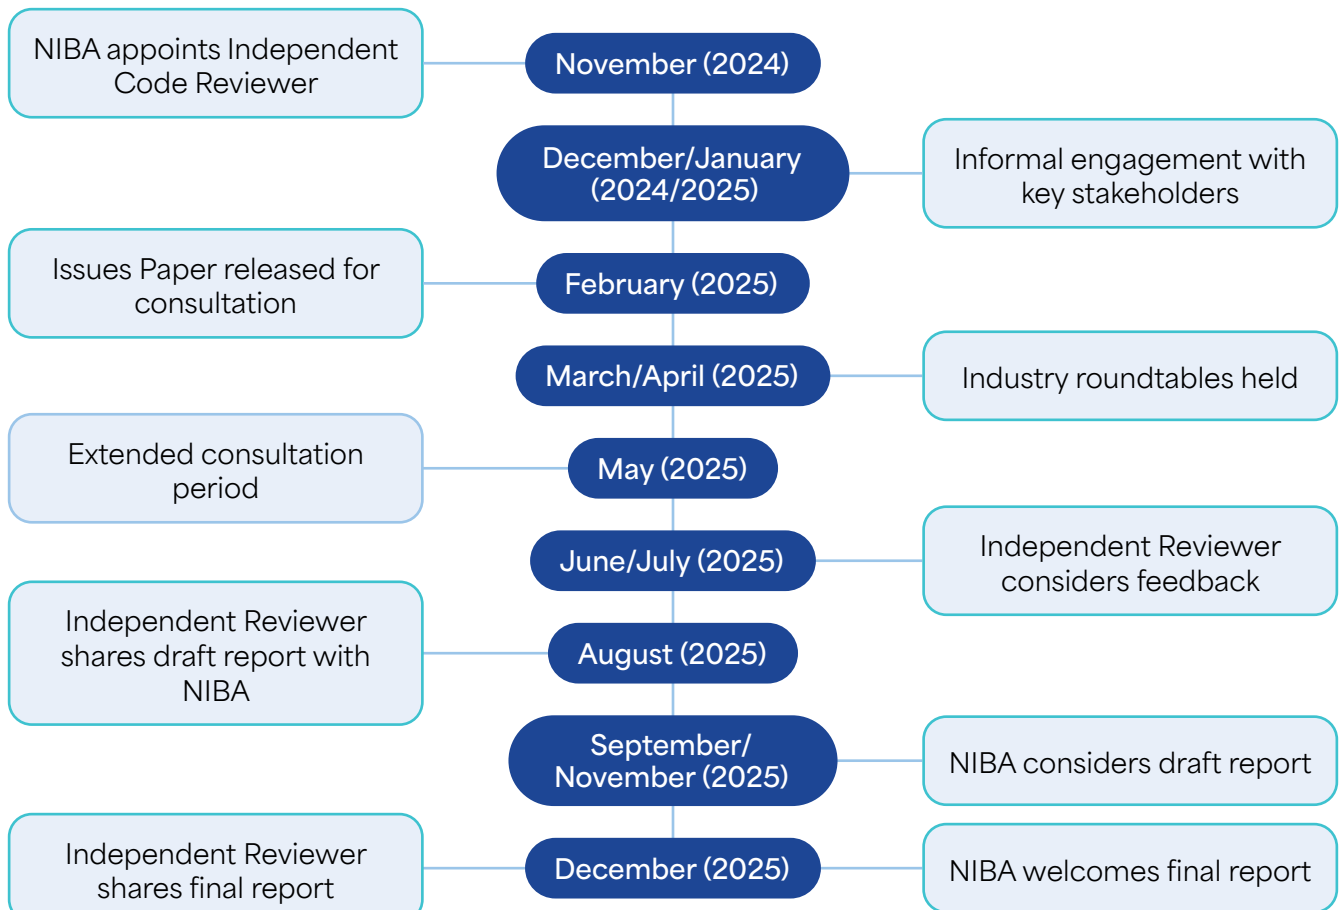 NIBA appoints Independent
Code Reviewer
November (2024)
December/January
(2024/2025)
Informal engagement with
key stakeholders
Issues Paper released for
consultation
February (2025)
March/April (2025)
Industry roundtables held
Extended consultation
period
May (2025)
June/July (2025)
Independent Reviewer
considers feedback
Independent Reviewer
shares draft report with
NIBA
August (2025)
September/
November (2025)
NIBA considers draft report
Independent Reviewer
shares final report
December (2025)
NIBA welcomes final report